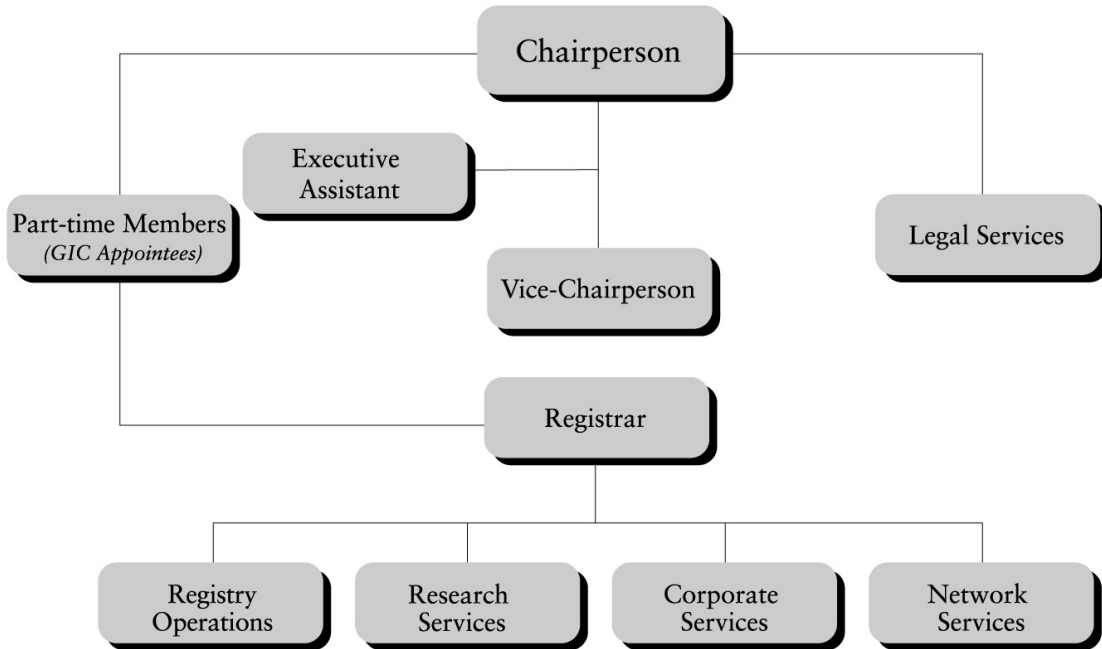 Chairperson
Executive
Assistant
Part-time Members
(GIC Appointees)
Legal Services
Vice-Chairperson
Registrar
Registry
Operations
Research
Services
Corporate
Services
Network
Services